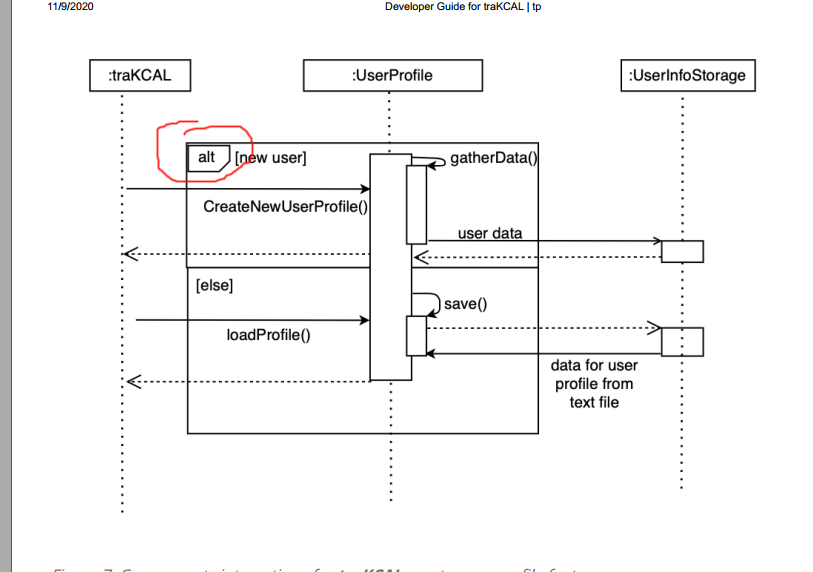 11/9/2020
Developer Guide for traKCAL | tp
:traKCAL
:UserProfile
:UserInfoStorage
alt
[new user]
gatherData()
CreateNewUserProfile()
user data
[else]
save()
loadProfile()
data for user
profile from
text file